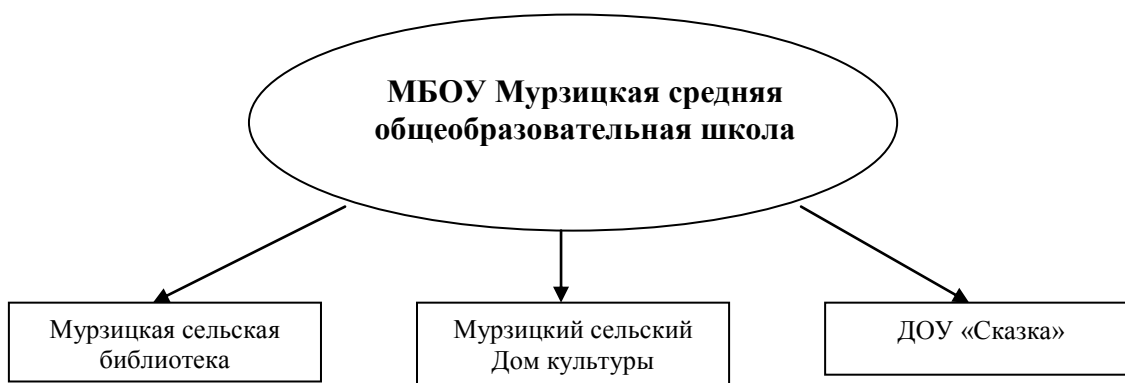 МБОУ Мурзицкая средняя
общеобразовательная школа
Мурзицкая сельская
библиотека
Мурзицкий сельский
Дом культуры
ДОУ «Сказка»